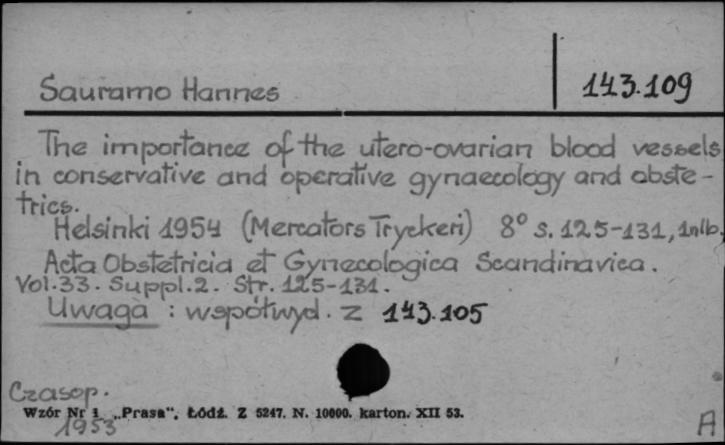 Sauramo Hannes
143.109
The importance of the utero-ovarian blood vessels
in conservative and operative gynaecology and obste-
trics.
Helsinki 1954 (Mercators Tryckeri) 8° s. 125-131, 1nlb.
Acta Obstetricia et Gynecologica Scandinavica.
Vol.33. Suppl.2. Str. 125-131.
Uwaga : współwyd. z 143.105
Czasop.
Wzór Nr 1 „Prasa“, Łódź. Z 5247. N. 10000. karton. XII 53.
1953
A